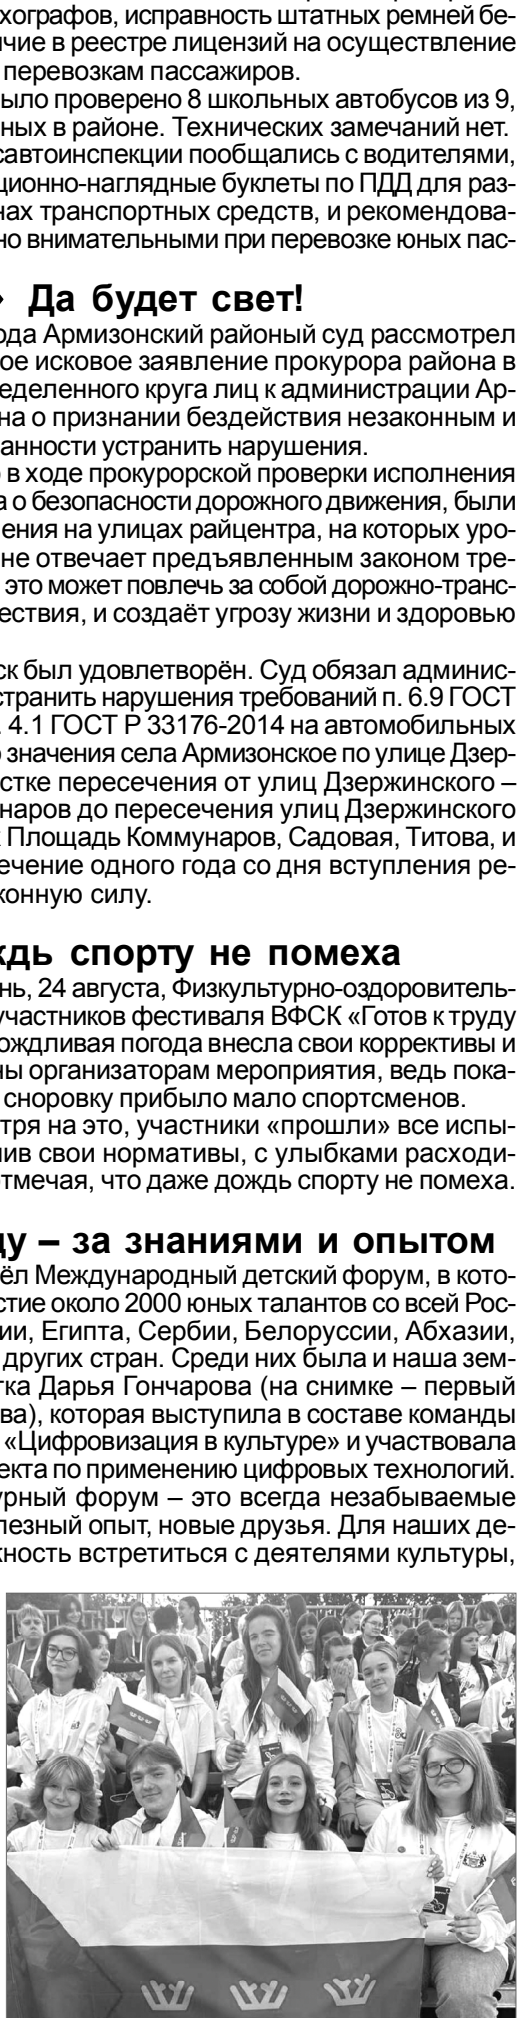 хографов, исправность штатных ремней бе-
чие в реестре лицензий на осуществление
перевозкам пассажиров.
ыло проверено 8 школьных автобусов из 9,
ных в районе. Технических замечаний нет.
савтоинспекции пообщались с водителями,
ционно-наглядные буклеты по ПДД для раз-
нах транспортных средств, и рекомендова-
но внимательными при перевозке юных пас-
Да будет свет!
ода Армизонский районый суд рассмотрел
ое исковое заявление прокурора района в
еделенного круга лиц к администрации Ар-
на о признании бездействия незаконным и
анности устранить нарушения.
о в ходе прокурорской проверки исполнения
а о безопасности дорожного движения, были
ения на улицах райцентра, на которых уро-
не отвечает предъявленным законом тре-
это может повлечь за собой дорожно-транс-
ествия, и создаёт угрозу жизни и здоровью
ск был удовлетворён. Суд обязал админис-
странить нарушения требований п. 6.9 ГОСТ
. 4.1 ГОСТ Р 33176-2014 на автомобильных
о значения села Армизонское по улице Дзер-
стке пересечения от улиц Дзержинского –
наров до пересечения улиц Дзержинского
Площадь Коммунаров, Садовая, Титова, и
ечение одного года со дня вступления ре-
конную силу.
ждь спорту не помеха
нь, 24 августа, Физкультурно-оздоровитель-
участников фестиваля ВФСК «Готов к труду
ождливая погода внесла свои коррективы и
ны организаторам мероприятия, ведь пока-
сноровку прибыло мало спортсменов.
тря на это, участники «прошли» все испы-
лив свои нормативы, с улыбками расходи-
отмечая, что даже дождь спорту не помеха.
ду – за знаниями и опытом
ёл Международный детский форум, в кото-
стие около 2000 юных талантов со всей Рос-
ии, Египта, Сербии, Белоруссии, Абхазии,
других стран. Среди них была и наша зем-
тка Дарья Гончарова (на снимке – первый
ва), которая выступила в составе команды
«Цифровизация в культуре» и участвовала
екта по применению цифровых технологий.
урный форум – это всегда незабываемые
лезный опыт, новые друзья. Для наших де-
жность встретиться с деятелями культуры,